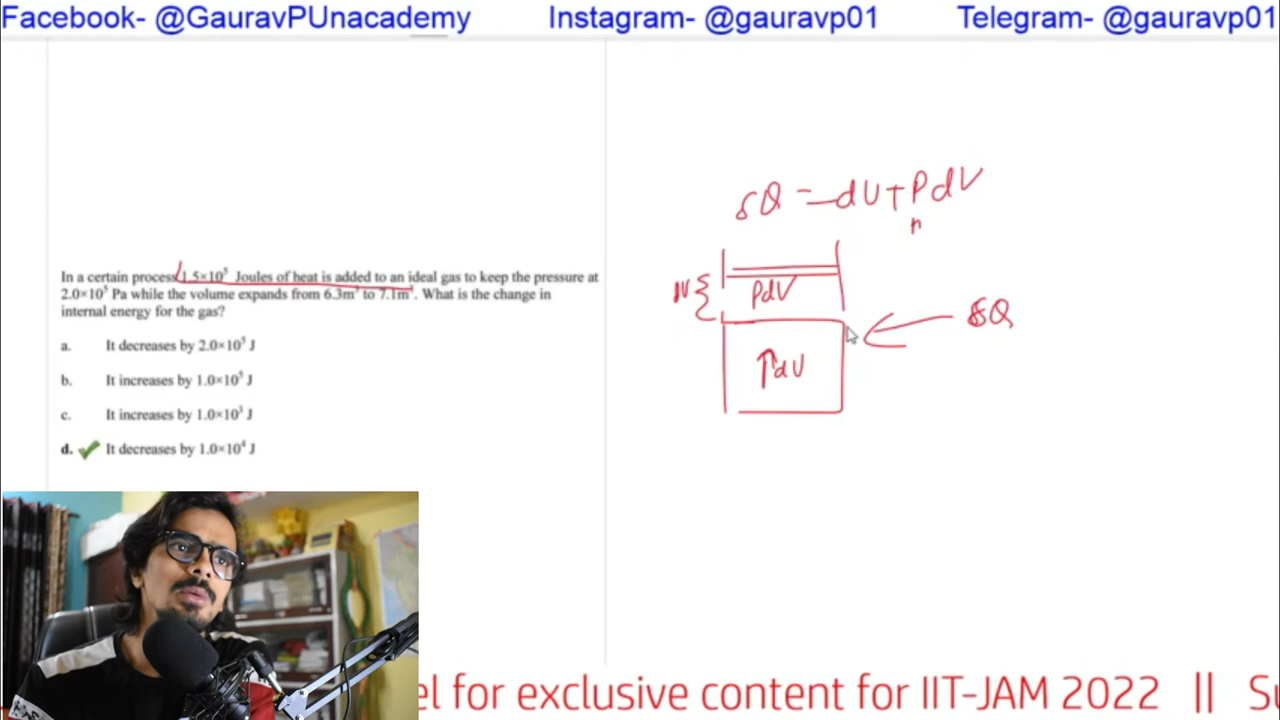 Facebook- @GauravPUnacademy Instagram- @gauravp01 Telegram- @gauravp01
δQ = dU + PdV
In a certain process 1.5×10⁵ Joules of heat is added to an ideal gas to keep the pressure at
2.0×10⁵ Pa while the volume expands from 6.3m³ to 7.1m³. What is the change in
internal energy for the gas?
PdV
δQ
↑dU
a. It decreases by 2.0×10⁵ J
b. It increases by 1.0×10⁵ J
c. It increases by 1.0×10³ J
d. It decreases by 1.0×10⁴ J
el for exclusive content for IIT-JAM 2022 || Su